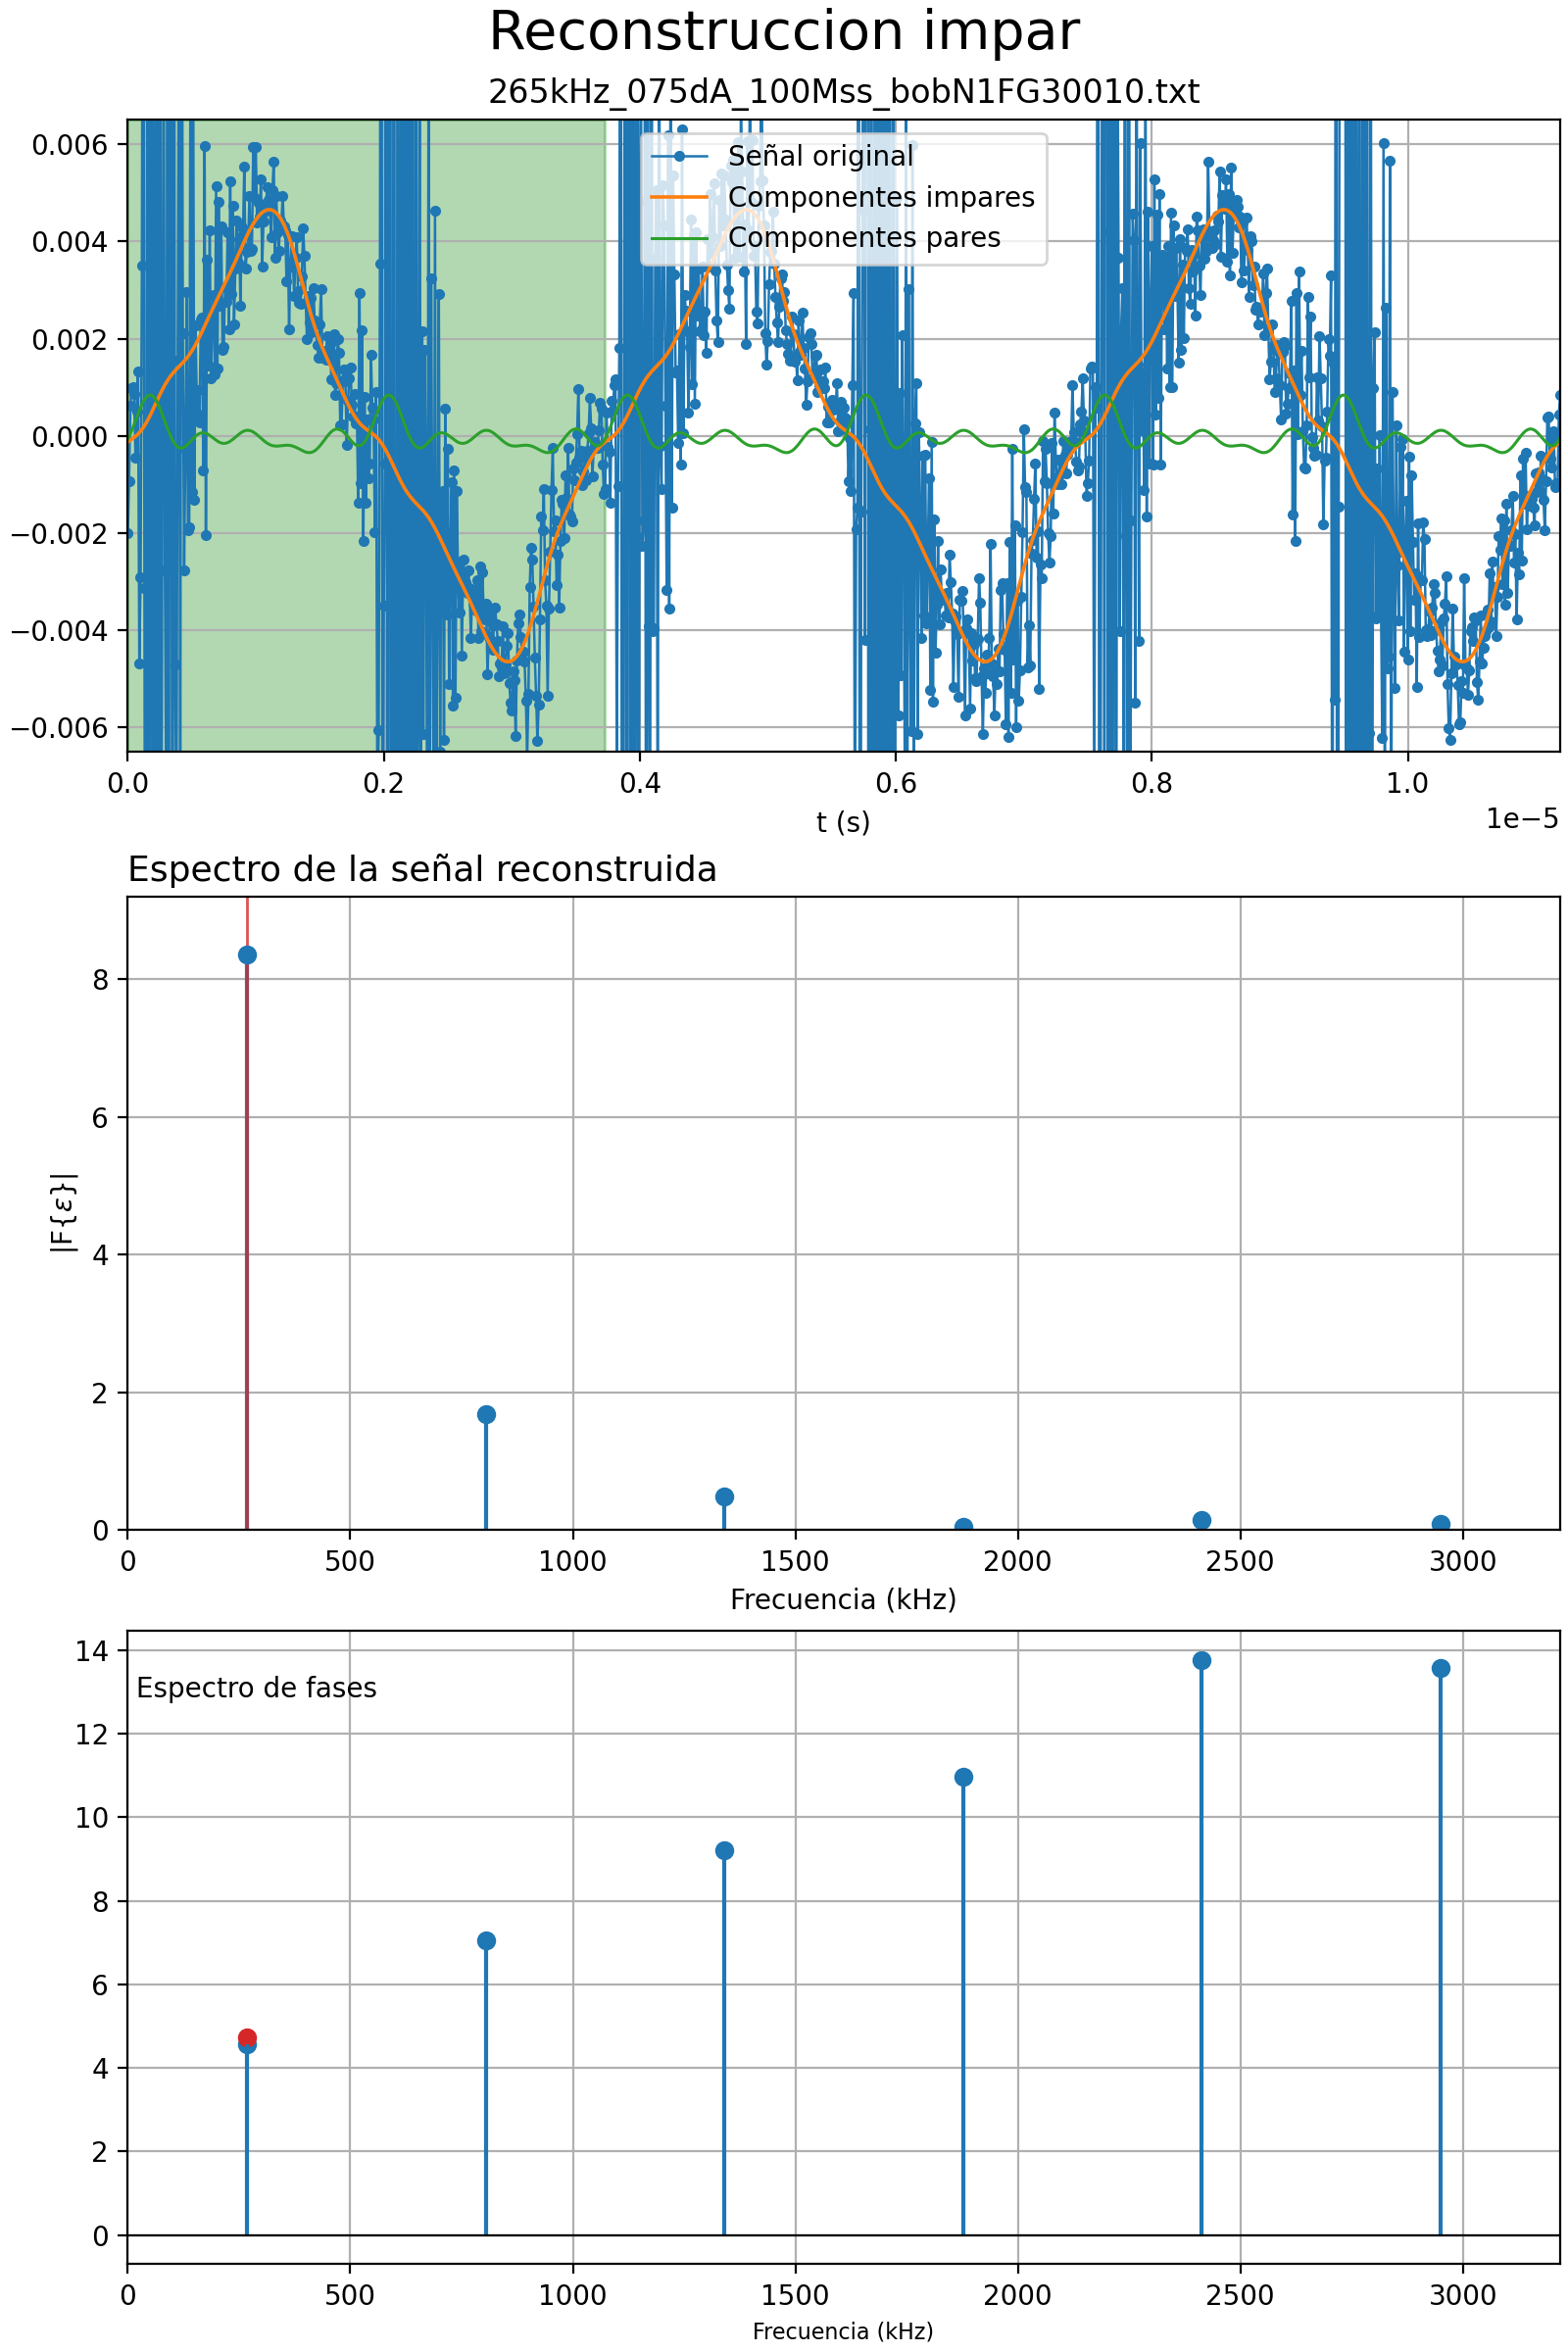 Reconstruccion impar
265kHz_075dA_100Mss_bobN1FG30010.txt
0.006
0.004
0.002
0.000
−0.002
−0.004
−0.006
Señal original
Componentes impares
Componentes pares
0.0 0.2 0.4 0.6 0.8 1.0
1e−5
t (s)
Espectro de la señal reconstruida
8
6
4
2
0
|F{ε}|
0 500 1000 1500 2000 2500 3000
Frecuencia (kHz)
Espectro de fases
14
12
10
8
6
4
2
0
0 500 1000 1500 2000 2500 3000
Frecuencia (kHz)